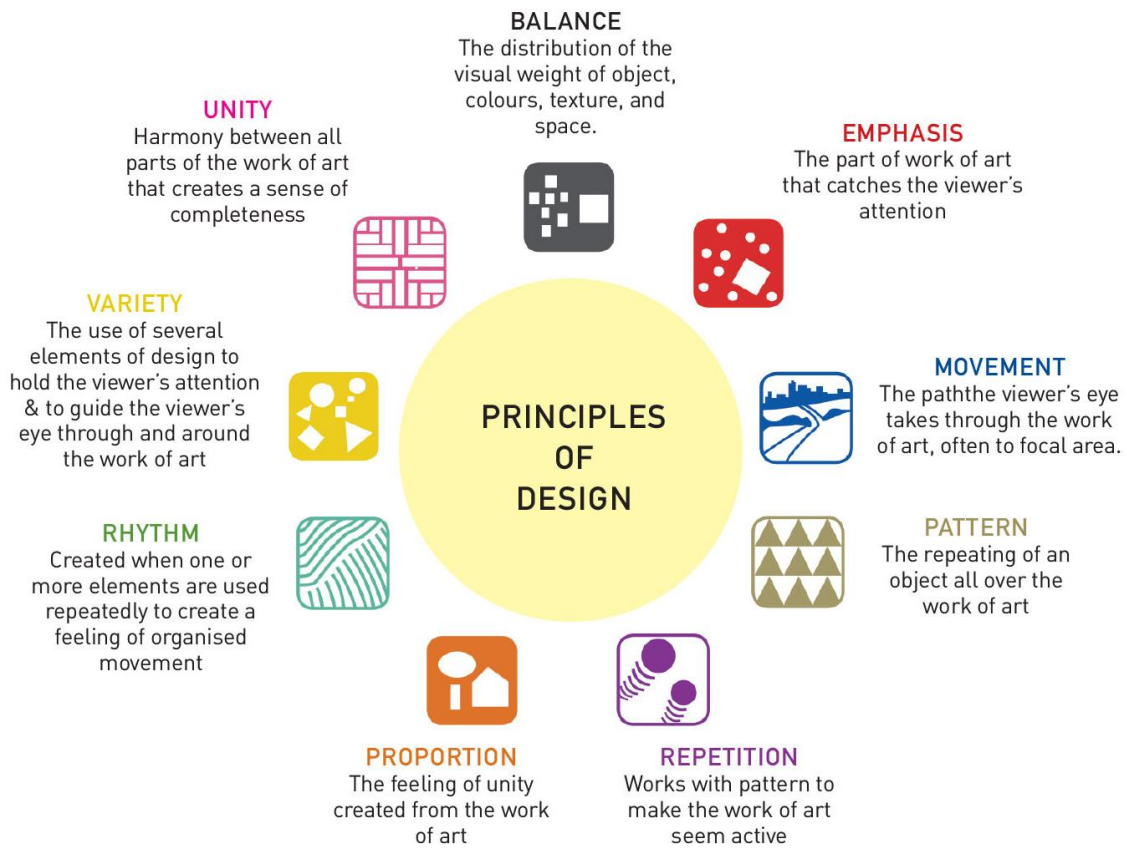 BALANCE
The distribution of the
visual weight of object,
colours, texture, and
space.
EMPHASIS
The part of work of art
that catches the viewer's
attention
MOVEMENT
The paththe viewer's eye
takes through the work
of art, often to focal area.
PATTERN
The repeating of an
object all over the
work of art
REPETITION
Works with pattern to
make the work of art
seem active
PROPORTION
The feeling of unity
created from the work
of art
RHYTHM
Created when one or
more elements are used
repeatedly to create a
feeling of organised
movement
VARIETY
The use of several
elements of design to
hold the viewer's attention
& to guide the viewer's
eye through and around
the work of art
UNITY
Harmony between all
parts of the work of art
that creates a sense of
completeness
PRINCIPLES
OF
DESIGN